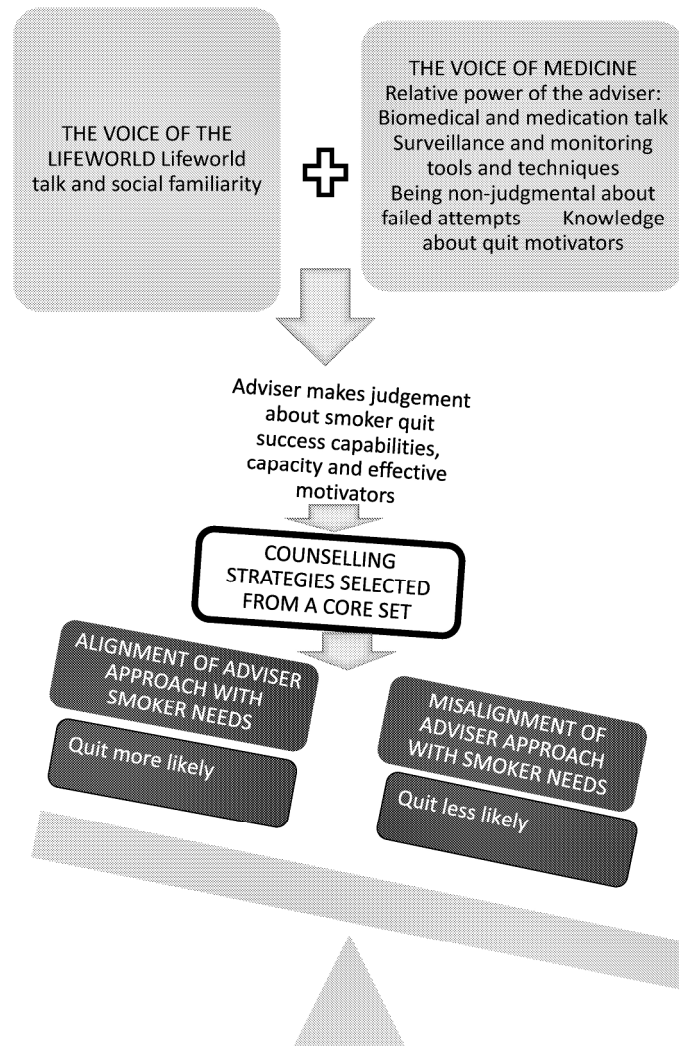 THE VOICE OF THE
LIFEWORLD Lifeworld
talk and social familiarity
THE VOICE OF MEDICINE
Relative power of the adviser:
Biomedical and medication talk
Surveillance and monitoring
tools and techniques
Being non-judgmental about
failed attempts Knowledge
about quit motivators
Adviser makes judgement
about smoker quit
success capabilities,
capacity and effective
motivators
COUNSELLING
STRATEGIES SELECTED
FROM A CORE SET
ALIGNMENT OF ADVISER
APPROACH WITH
SMOKER NEEDS
Quit more likely
MISALIGNMENT OF
ADVISER APPROACH
WITH SMOKER NEEDS
Quit less likely